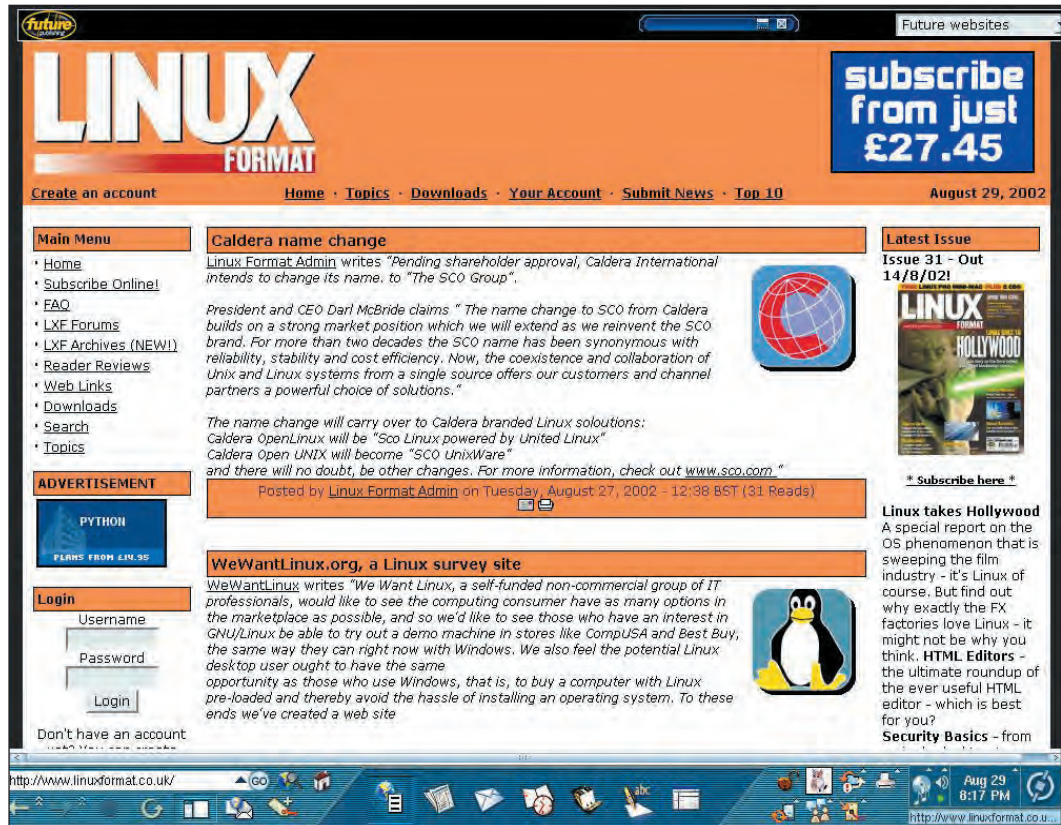 future
publishing
Future websites
LINUX
FORMAT
subscribe
from just
£27.45
Create an account
Home · Topics · Downloads · Your Account · Submit News · Top 10
August 29, 2002
Main Menu
· Home
· Subscribe Online!
· FAQ
· LXF Forums
· LXF Archives (NEW!)
· Reader Reviews
· Web Links
· Downloads
· Search
· Topics
ADVERTISEMENT
PYTHON
PLANS FROM £14.95
Login
Username
Password
Login
Don't have an account
Caldera name change
Linux Format Admin writes "Pending shareholder approval, Caldera International
intends to change its name. to "The SCO Group".
President and CEO Darl McBride claims " The name change to SCO from Caldera
builds on a strong market position which we will extend as we reinvent the SCO
brand. For more than two decades the SCO name has been synonymous with
reliability, stability and cost efficiency. Now, the coexistence and collaboration of
Unix and Linux systems from a single source offers our customers and channel
partners a powerful choice of solutions."
The name change will carry over to Caldera branded Linux soloutions:
Caldera OpenLinux will be "Sco Linux powered by United Linux"
Caldera Open UNIX will become "SCO UnixWare"
and there will no doubt, be other changes. For more information, check out www.sco.com "
Posted by Linux Format Admin on Tuesday, August 27, 2002 - 12:38 BST (31 Reads)
WeWantLinux.org, a Linux survey site
WeWantLinux writes "We Want Linux, a self-funded non-commercial group of IT
professionals, would like to see the computing consumer have as many options in
the marketplace as possible, and so we'd like to see those who have an interest in
GNU/Linux be able to try out a demo machine in stores like CompUSA and Best Buy,
the same way they can right now with Windows. We also feel the potential Linux
desktop user ought to have the same
opportunity as those who use Windows, that is, to buy a computer with Linux
pre-loaded and thereby avoid the hassle of installing an operating system. To these
ends we've created a web site
Latest Issue
Issue 31 - Out
14/8/02!
LINUX
FORMAT
HOLLYWOOD
* Subscribe here *
Linux takes Hollywood
A special report on the
OS phenomenon that is
sweeping the film
industry - it's Linux of
course. But find out
why exactly the FX
factories love Linux - it
might not be why you
think. HTML Editors -
the ultimate roundup of
the ever useful HTML
editor - which is best
for you?
Security Basics - from
http://www.linuxformat.co.uk/
GO
abc
Aug 29
8:17 PM
http://www.linuxformat.co.u...